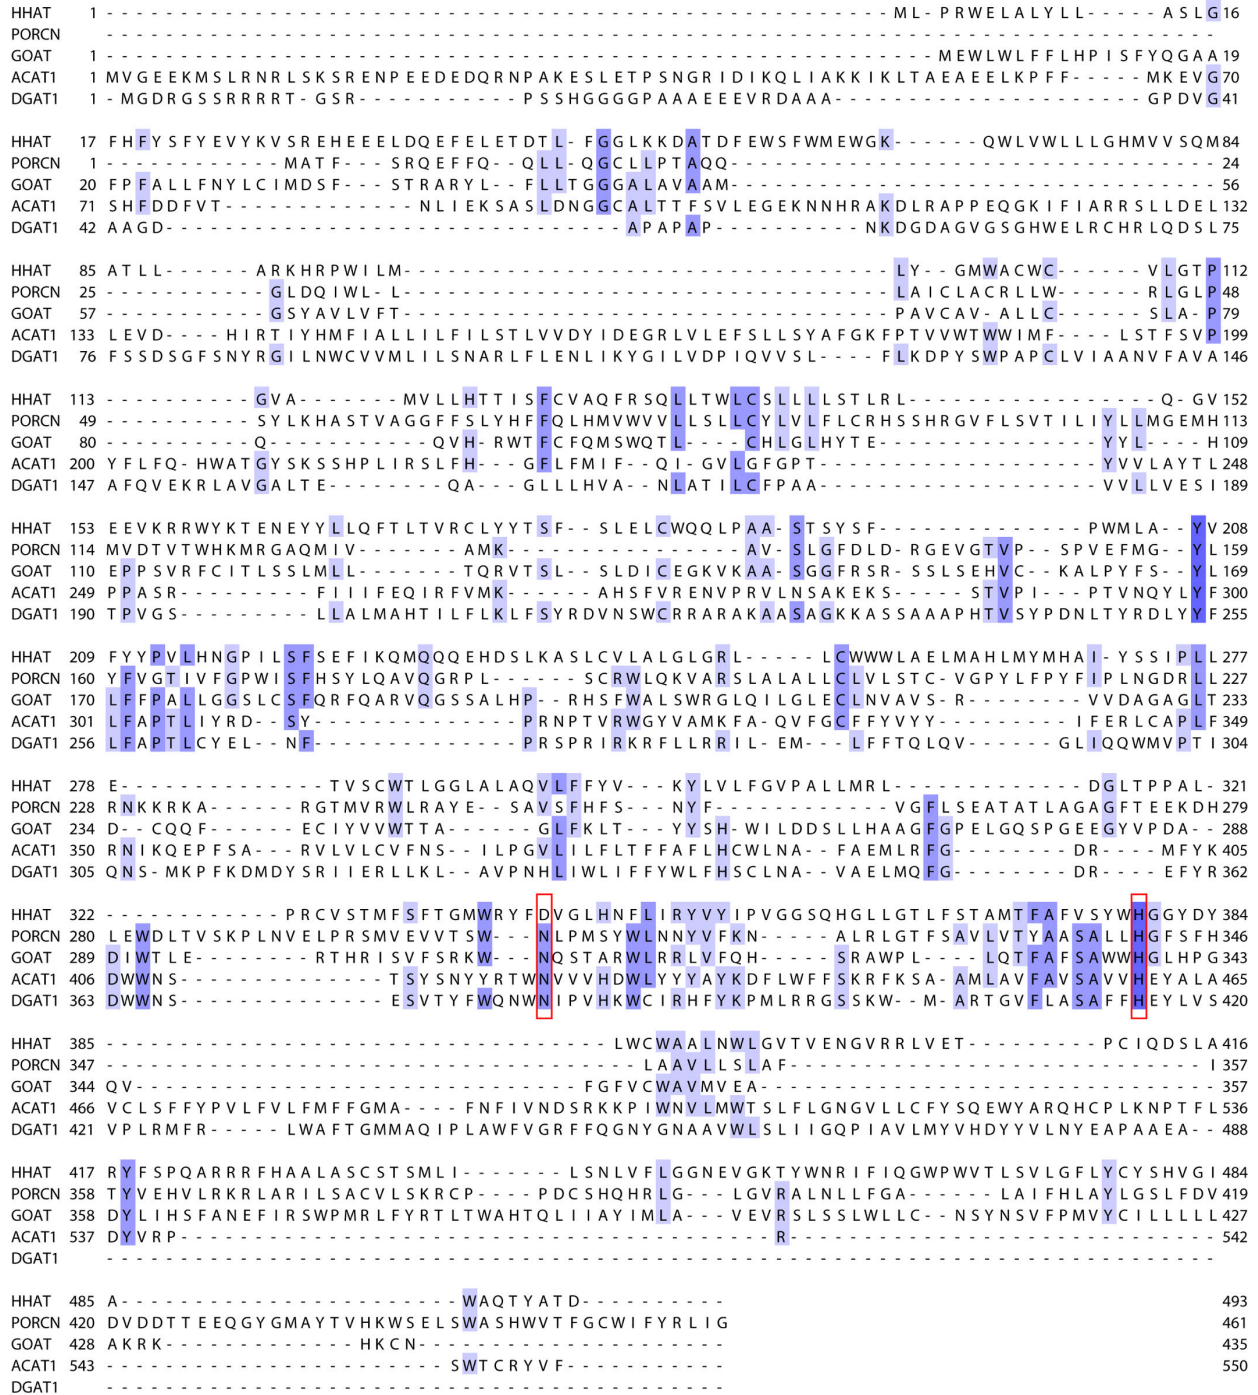 HHAT 1 -----------------------------------------------------ML-PRWELALYLL------ASLG 16
PORCN ---------------------------------------------------------------------------
GOAT 1 --------------------------------------------------------MEWLWLFFLHPISFYQGAA 19
ACAT1 1 MVGEEKMSLRNRLSKSRENPEEDEDQRNPAKESLETPSNGRIDIKQLIAKKIKLTAEAEELKPFF-----MKEVG 70
DGAT1 1 -MGDRGSSRRRRT-GSR-----------PSSHGGGGPAAAEEEVRDAAA---------------------GPDVG 41
HHAT 17 FHFYSFYEVYKVSREHEEELDQEFELETDTL-FGGLKKDATDFEWSFWMEWGK-------QWLVWLLLGHMVVSQM 84
PORCN 1 ------------MATF----SRQEFFQ--QLL-QGCLLPTAQQ-------------------------------- 24
GOAT 20 FPFALLFNYLCIMDSF---STRARYL--FLLTGGGALAVAAM--------------------------------- 56
ACAT1 71 SHFDDFVT-------------NLIEKSASLDNGGCALTTFSVLEGEKNNHRAKDLRAPPEQGKIFIARRSLLDEL 132
DGAT1 42 AAGD-------------------------------APAPAP----------NKDGDAGVGSGHWELRCHRLQDSL 75
HHAT 85 ATLL------ARKHRPWILM---------------------------------LY--GMWACWC-----VLGTP 112
PORCN 25 -----------GLDQIWL-L----------------------------------LAICLACRLLW-----RLGLP 48
GOAT 57 -----------GSYAVLVFT----------------------------------PAVCAV-ALLC------SLA-P 79
ACAT1 133 LEVD----HIRTIYHMFIALLILFILSTLVVDYIDEGRLVLEFSLLSYAFGKFPTVVWTWWIMF----LSTFSVP 199
DGAT1 76 FSSDSGFSNYRGILNWCVVMLILSNARLFLENLIKYGILVDPIQVVSL----FLKDPYSWPAPCLVIAANVFAVA 146
HHAT 113 ----------GVA-------MVLLHTTISFCVAQFRSQLLTWLCSLLLLSTLRL----------------Q-GV 152
PORCN 49 ----------SYLKHASTVAGGFFSLYHFFQLHMVWVVLLSLLCYLVLFLCRHSSHRGVFLSVTILIYLLMGEMH 113
GOAT 80 ----------Q-----------QVH-RWTFCFQMSWQTL----CHLGLHYTE---------------YYL---H 109
ACAT1 200 YFLFQ-HWATGYSKSSHPLIRSLFH---GFLFMIF--QI-GVLGFGPT-------------------YVVLAYTL 248
DGAT1 147 AFQVEKRLAVGALTE--------QA---GLLLHVA--NLATILCFPAA-------------------VVLLVESI 189
HHAT 153 EEVKRRWYKTENEYYLLQFTLTVRCLYYTSF--SLELCWQQLPAA-STSYSF-------------PWMLA--YV 208
PORCN 114 MVDTVTWHKMRGAQMIV-------AMK----------------AV-SLGFDLD-RGEVGTVP--SPVEFMG--YL 159
GOAT 110 EPPSVRFCITLSSLMLL-------TQRVTSL--SLDICEGKVKAA-SGGFRSR-SSLSEHVC--KALPYFS--YL 169
ACAT1 249 PPASR---------FIIIFEQIRFVMK--------AHSFVRENVPRVLNSAKEKS----STVPI--PTVNQYLYF 300
DGAT1 190 TPVGS---------LLALMAHTILFLKLFSYRDVNSWCRRARAKAASAGKKASSAAAPHTVSYPDNLTYRDLYYF 255
HHAT 209 FYYPVLHNGPILSFSEFIKQMQQQEHDSLKASLCVLALGLGRL-----LCWWWLAELMAHLMYMHAI-YSSIPLL 277
PORCN 160 YFVGTIVFGPWISFHSYLQAVQGRPL-------SCRWLQKVARSLALALLCLVLSTC-VGPYLFPYFIPLNGDRLL 227
GOAT 170 LFFPALLGGSLCSFQRFQARVQGSSALHP--RHSFWALSWRGLQILGLECLNVAVS-------VVDAGAGLT 233
ACAT1 301 LFAPTLIYRD--SY---------------PRNPTVRWGYVAMKFA-QVFGCFFYVYY--------IFERLCAPLF 349
DGAT1 256 LFAPTLCYEL--NF---------------PRSPRIRKRFLLRRIL-EM---LFFTQLQV------GLIQQWMVPTI 304
HHAT 278 E--------------TVSCWTLGGLALAQVLFFYV---KYLVLFGVPALLMRL--------------DGLTPPAL- 321
PORCN 228 RNKKRKA-------RGTMVRWLRAYE--SAVSFHFS---NYF-------------VGFLSEATATLAGAGFTEEKDH 279
GOAT 234 D--CQQF-------ECIYVVWTTA------GLFKLT---YYSH-WILDDSLLHAAGFGPELGQSPGEEGYVPDA-- 288
ACAT1 350 RNIKQEPFSA----RVLVLCVFNS---ILPGVLILFLTFFAFLHCWLNA--FAEMLRFFG--------DR---MFYK 405
DGAT1 305 QNS-MKPFKDMDYSRIIERLLKL---AVPNHLIWLIFFYWLFHSCLNA--VAELMQFFG--------DR----EFYR 362
HHAT 322 ------------PRCVSTMFSFTGMWRYFDVGLHNFLIRYVYIPVGGSQHGLLGTLFSTAMTFAFVSYWHGGYDY 384
PORCN 280 LEWDLTVSKPLNVELPRSMVEVVTSW---NLPMSYWLNNYVFKN-----ALRLGTFSAVLVTYAASALLHGFSFH 346
GOAT 289 DIWTLE------RTHRISVFSRKW---NQSTARWLRRLVFQH------SRAWPL---LQTFAFSAWWHGLHPG 343
ACAT1 406 DWWNS--------------TSYSNYYRTWNVVVHDWLYYYAYKDFLWFFSKRFKSA--AMLAVFAVSAVVHEYALA 465
DGAT1 363 DWWNS--------------ESVTYFWQNWNIPVHKWCIRHFYKPMLRRGSSKW--M-ARTGVFLASAFFHEYLVS 420
HHAT 385 ----------------------------------LWCWAALNWLGVTVENGVRRLVET---------PCIQDSLA 416
PORCN 347 ------------------------------------LAAVLLSLAF-----------------------------I 357
GOAT 344 QV------------------------------FGFVCWAVMVEA------------------------------- 357
ACAT1 466 VCLSFFYPVLFVLFMFFGMA----FNFIVNDSRKKPIWNVLMWTSLFLGNGVLLCFYSQEWYARQHCPLKNPTFL 536
DGAT1 421 VPLRMFR------LWAFTGMMAQIPLAWFVGRFFQGNYGNAAVWLSLIIGQPIAVLMYVHDYYVLNYEAPAAEA-- 488
HHAT 417 RYFSPQARRRFHAALASCSTSMLI--------LSNLVFLGGNEVGKTYWNRIFIQGWPWVTLSVLGFLYCYSHVGI 484
PORCN 358 TYVEHVLRKRLARILSACVLSKRCP----PDCSHQHRLG---LGVRALNLLFGA-------LAIFHLAYLGSLFDV 419
GOAT 358 DYLIHSFANEFIRSWPMRLFYRTLTWAHTQLIIAYIMLA---VEVRSLSSLWLLC--NSYNSVFPMVYCILLLLL 427
ACAT1 537 DYVRP----------------------------------------R----------------------------- 542
DGAT1 ---------------------------------------------------------------------------
HHAT 485 A-----------------------WAQTYATD---------- 493
PORCN 420 DVDDTTEEQGYGMAYTVHKWSELSWASHWVTFGCWIFYRLIG 461
GOAT 428 AKRK-------------HKCN--------------------- 435
ACAT1 543 -----------------------SWTCRYVF----------- 550
DGAT1 ------------------------------------------